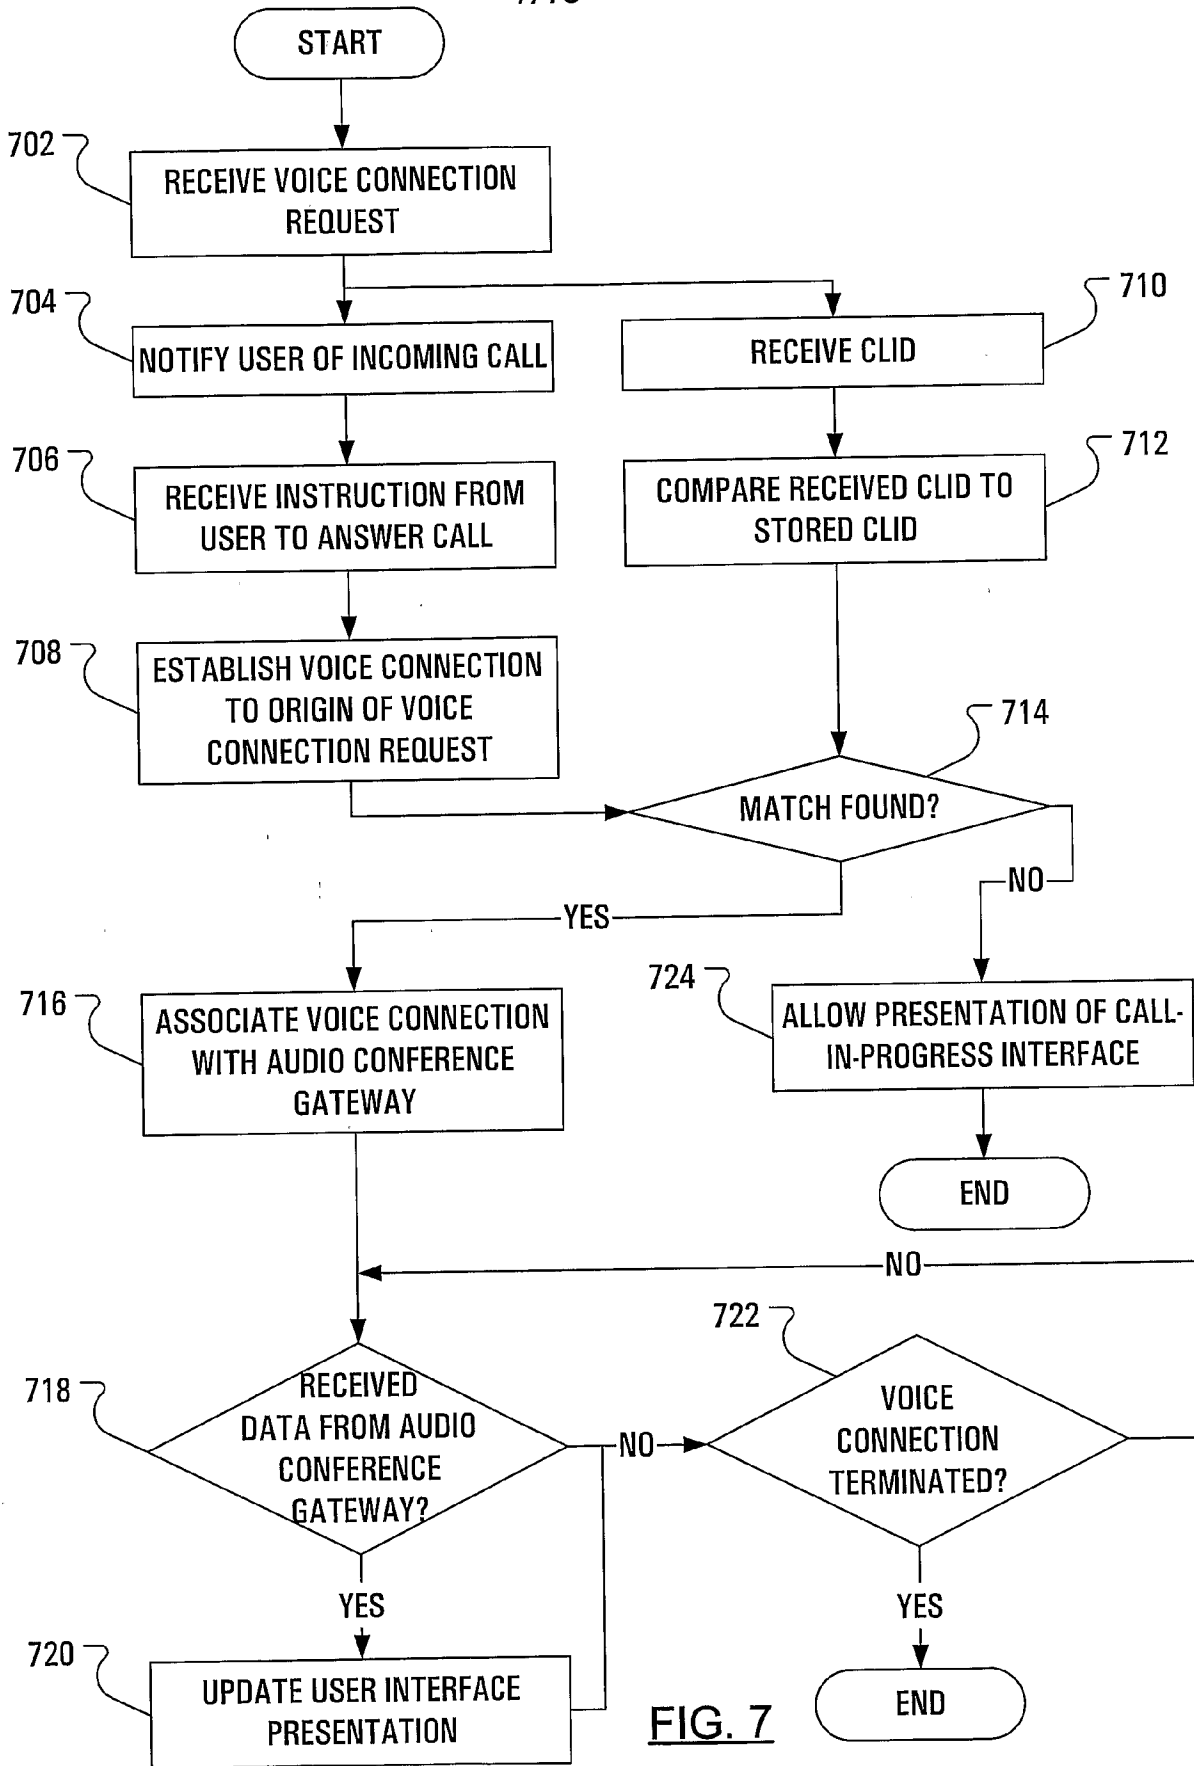 START
702
RECEIVE VOICE CONNECTION
REQUEST
704
NOTIFY USER OF INCOMING CALL
710
RECEIVE CLID
706
RECEIVE INSTRUCTION FROM
USER TO ANSWER CALL
712
COMPARE RECEIVED CLID TO
STORED CLID
708
ESTABLISH VOICE CONNECTION
TO ORIGIN OF VOICE
CONNECTION REQUEST
714
MATCH FOUND?
NO
YES
716
ASSOCIATE VOICE CONNECTION
WITH AUDIO CONFERENCE
GATEWAY
724
ALLOW PRESENTATION OF CALL-
IN-PROGRESS INTERFACE
END
NO
718
RECEIVED
DATA FROM AUDIO
CONFERENCE
GATEWAY?
NO
722
VOICE
CONNECTION
TERMINATED?
YES
YES
720
UPDATE USER INTERFACE
PRESENTATION
END
FIG. 7